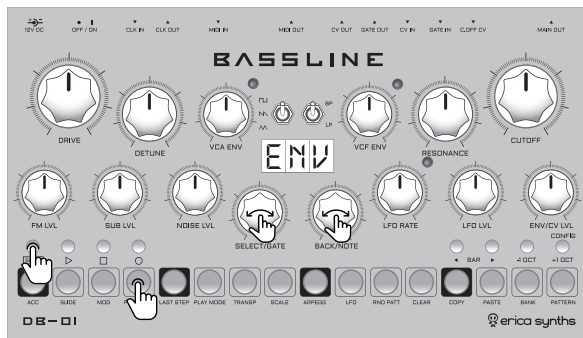 12V DC OFF / ON CLK IN CLK OUT MIDI IN MIDI OUT CV OUT GATE OUT CV IN GATE IN C.OFF CV MAIN OUT
BASSLINE
BP
LP
DRIVE DETUNE VCA ENV VCF ENV RESONANCE CUTOFF
ENV
FM LVL SUB LVL NOISE LVL SELECT/GATE BACK/NOTE LFO RATE LFO LVL ENV/CV LVL
CONFIG
BAR -1 OCT +1 OCT
ACC SLIDE MOD LAST STEP PLAY MODE TRANSP SCALE ARPEGG LFO RND PATT CLEAR COPY PASTE BANK PATTERN
DB-01 erica synths